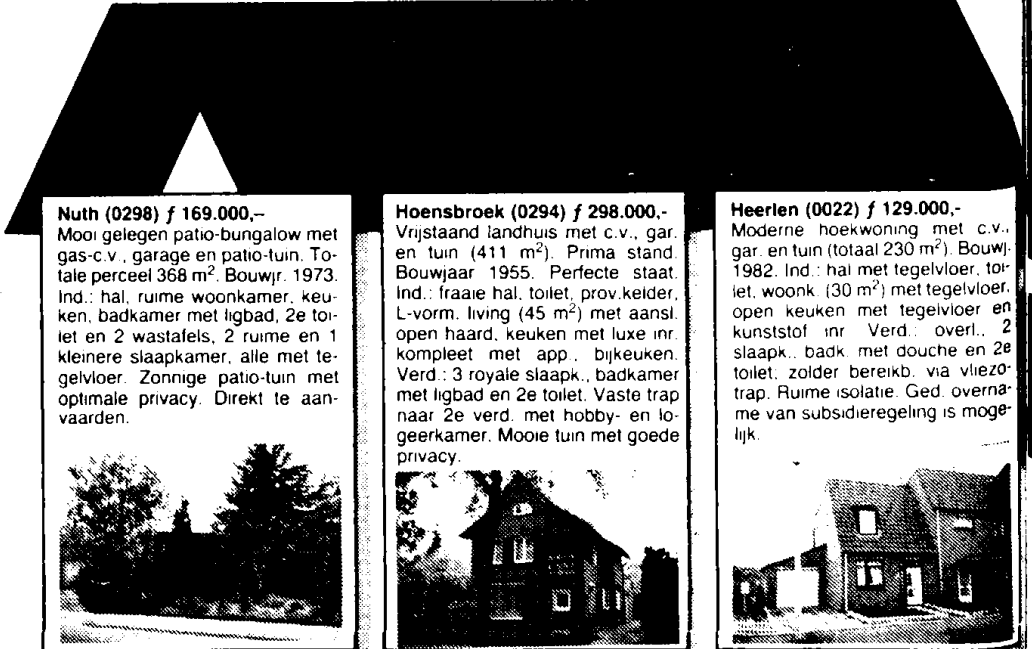 Nuth (0298) ƒ 169.000,–
Mooi gelegen patio-bungalow met
gas-c.v., garage en patio-tuin. To-
tale perceel 368 m². Bouwjr. 1973.
Ind.: hal, ruime woonkamer, keu-
ken, badkamer met ligbad, 2e toi-
let en 2 wastafels, 2 ruime en 1
kleinere slaapkamer, alle met te-
gelvloer. Zonnige patio-tuin met
optimale privacy. Direkt te aan-
vaarden.
Hoensbroek (0294) ƒ 298.000,-
Vrijstaand landhuis met c.v., gar.
en tuin (411 m²). Prima stand.
Bouwjaar 1955. Perfecte staat.
Ind.: fraaie hal, toilet, prov.kelder,
L-vorm. living (45 m²) met aansl.
open haard, keuken met luxe inr.
kompleet met app., bijkeuken.
Verd.: 3 royale slaapk., badkamer
met ligbad en 2e toilet. Vaste trap
naar 2e verd. met hobby- en lo-
geerkamer. Mooie tuin met goede
privacy.
Heerlen (0022) ƒ 129.000,-
Moderne hoekwoning met c.v.,
gar. en tuin (totaal 230 m²). Bouwj.
1982. Ind.: hal met tegelvloer, toi-
let, woonk. (30 m²) met tegelvloer,
open keuken met tegelvloer en
kunststof inr. Verd.: overl., 2
slaapk., badk. met douche en 2e
toilet; zolder bereikb. via vliezo-
trap. Ruime isolatie. Ged. overna-
me van subsidieregeling is moge-
lijk.